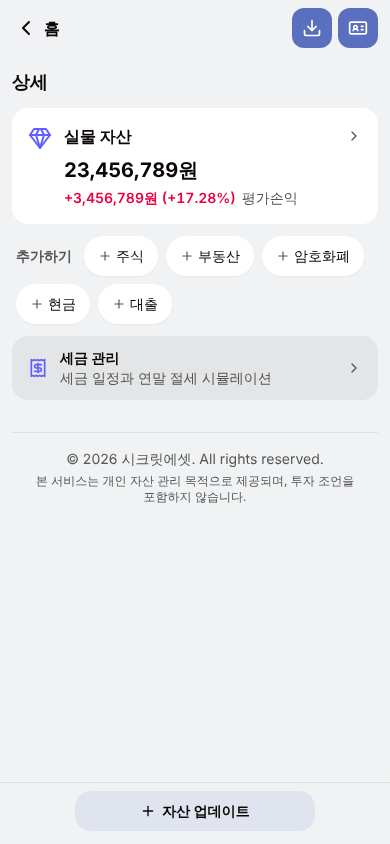 홈
상세
실물 자산
23,456,789원
+3,456,789원 (+17.28%) 평가손익
추가하기
+ 주식
+ 부동산
+ 암호화폐
+ 현금
+ 대출
세금 관리
세금 일정과 연말 절세 시뮬레이션
© 2026 시크릿에셋. All rights reserved.
본 서비스는 개인 자산 관리 목적으로 제공되며, 투자 조언을
포함하지 않습니다.
+ 자산 업데이트